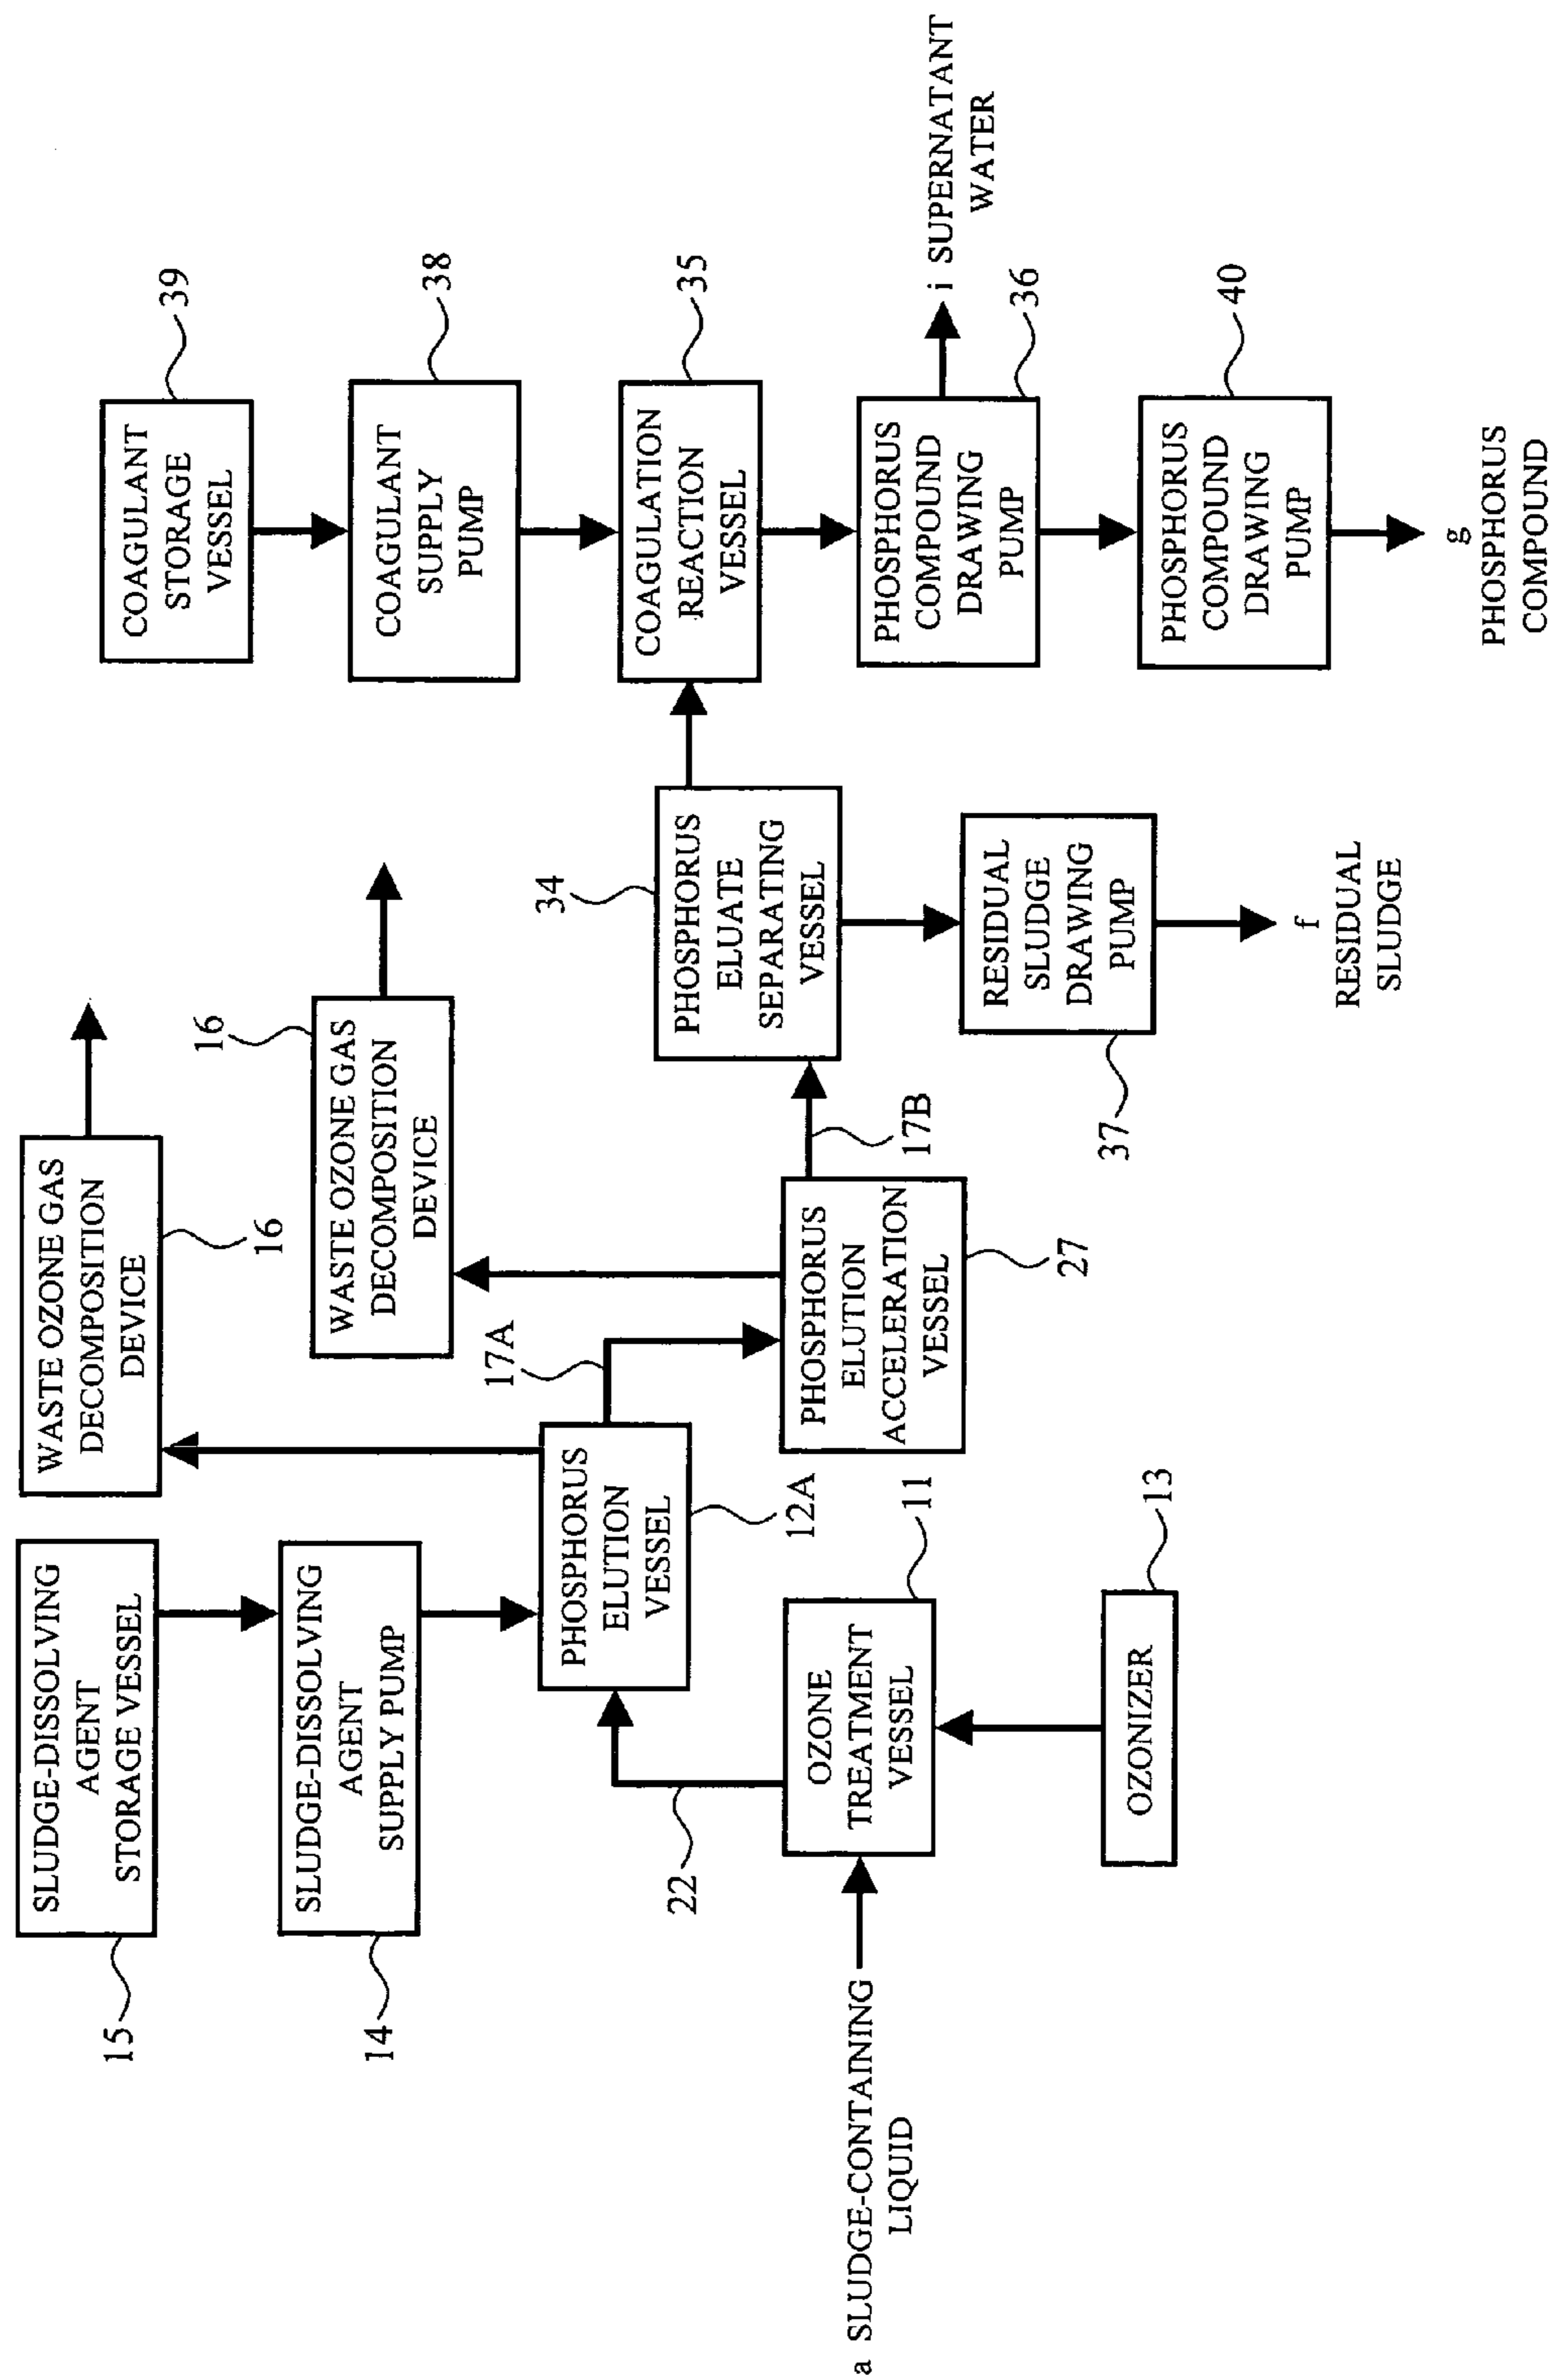 SLUDGE-DISSOLVING
AGENT
STORAGE VESSEL
15
SLUDGE-DISSOLVING
AGENT
SUPPLY PUMP
14
WASTE OZONE GAS
DECOMPOSITION
DEVICE
16
WASTE OZONE GAS
DECOMPOSITION
DEVICE
16
PHOSPHORUS
ELUTION
VESSEL
12A
17A
22
a SLUDGE-CONTAINING
LIQUID
OZONE
TREATMENT
VESSEL
11
OZONIZER
13
PHOSPHORUS
ELUTION
ACCELERATION
VESSEL
27
17B
PHOSPHORUS
ELUATE
SEPARATING
VESSEL
34
RESIDUAL
SLUDGE
DRAWING
PUMP
37
f
RESIDUAL
SLUDGE
COAGULANT
STORAGE
VESSEL
39
COAGULANT
SUPPLY
PUMP
38
COAGULATION
REACTION
VESSEL
35
PHOSPHORUS
COMPOUND
DRAWING
PUMP
36
i SUPERNATANT
WATER
PHOSPHORUS
COMPOUND
DRAWING
PUMP
40
g
PHOSPHORUS
COMPOUND